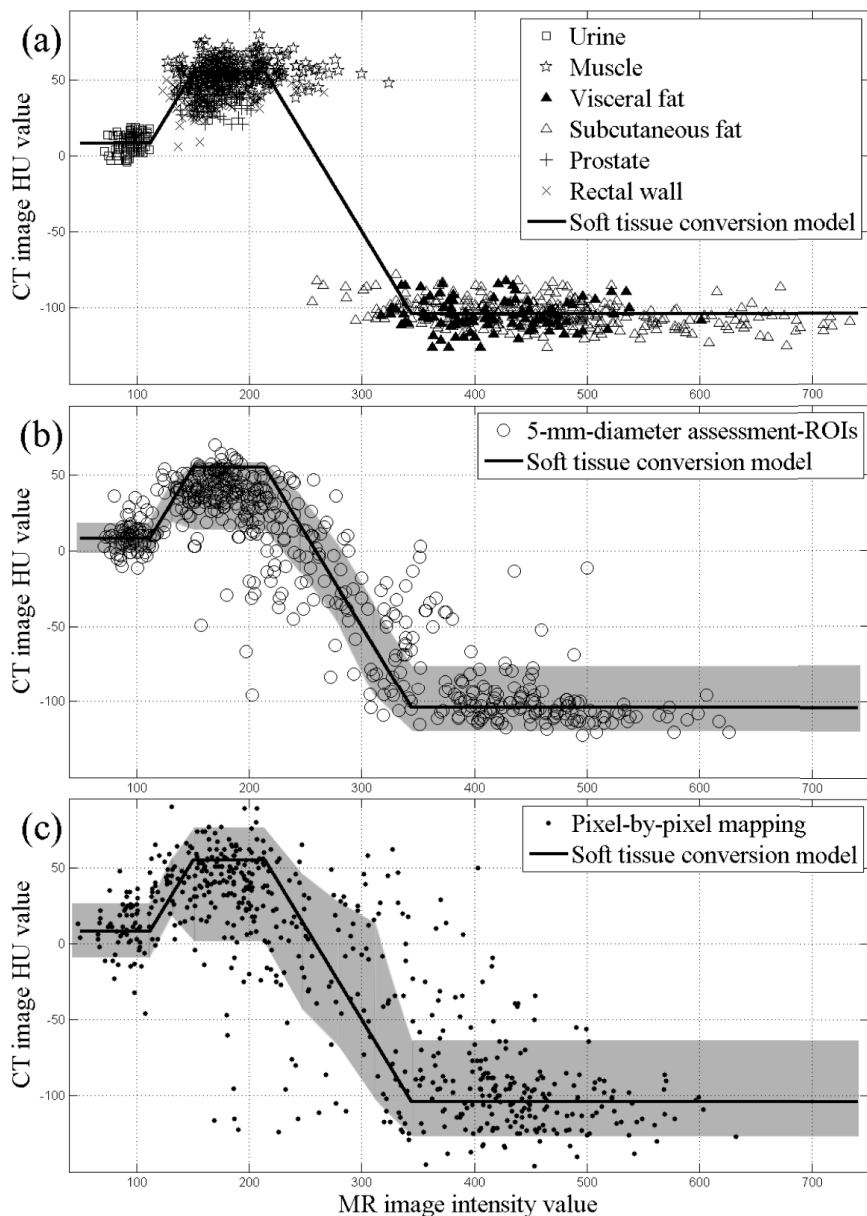 (a)
Urine
Muscle
Visceral fat
Subcutaneous fat
Prostate
Rectal wall
Soft tissue conversion model
CT image HU value
50
0
-50
-100
100 200 300 400 500 600 700
(b)
5-mm-diameter assessment-ROIs
Soft tissue conversion model
CT image HU value
50
0
-50
-100
100 200 300 400 500 600 700
(c)
Pixel-by-pixel mapping
Soft tissue conversion model
CT image HU value
50
0
-50
-100
100 200 300 400 500 600 700
MR image intensity value